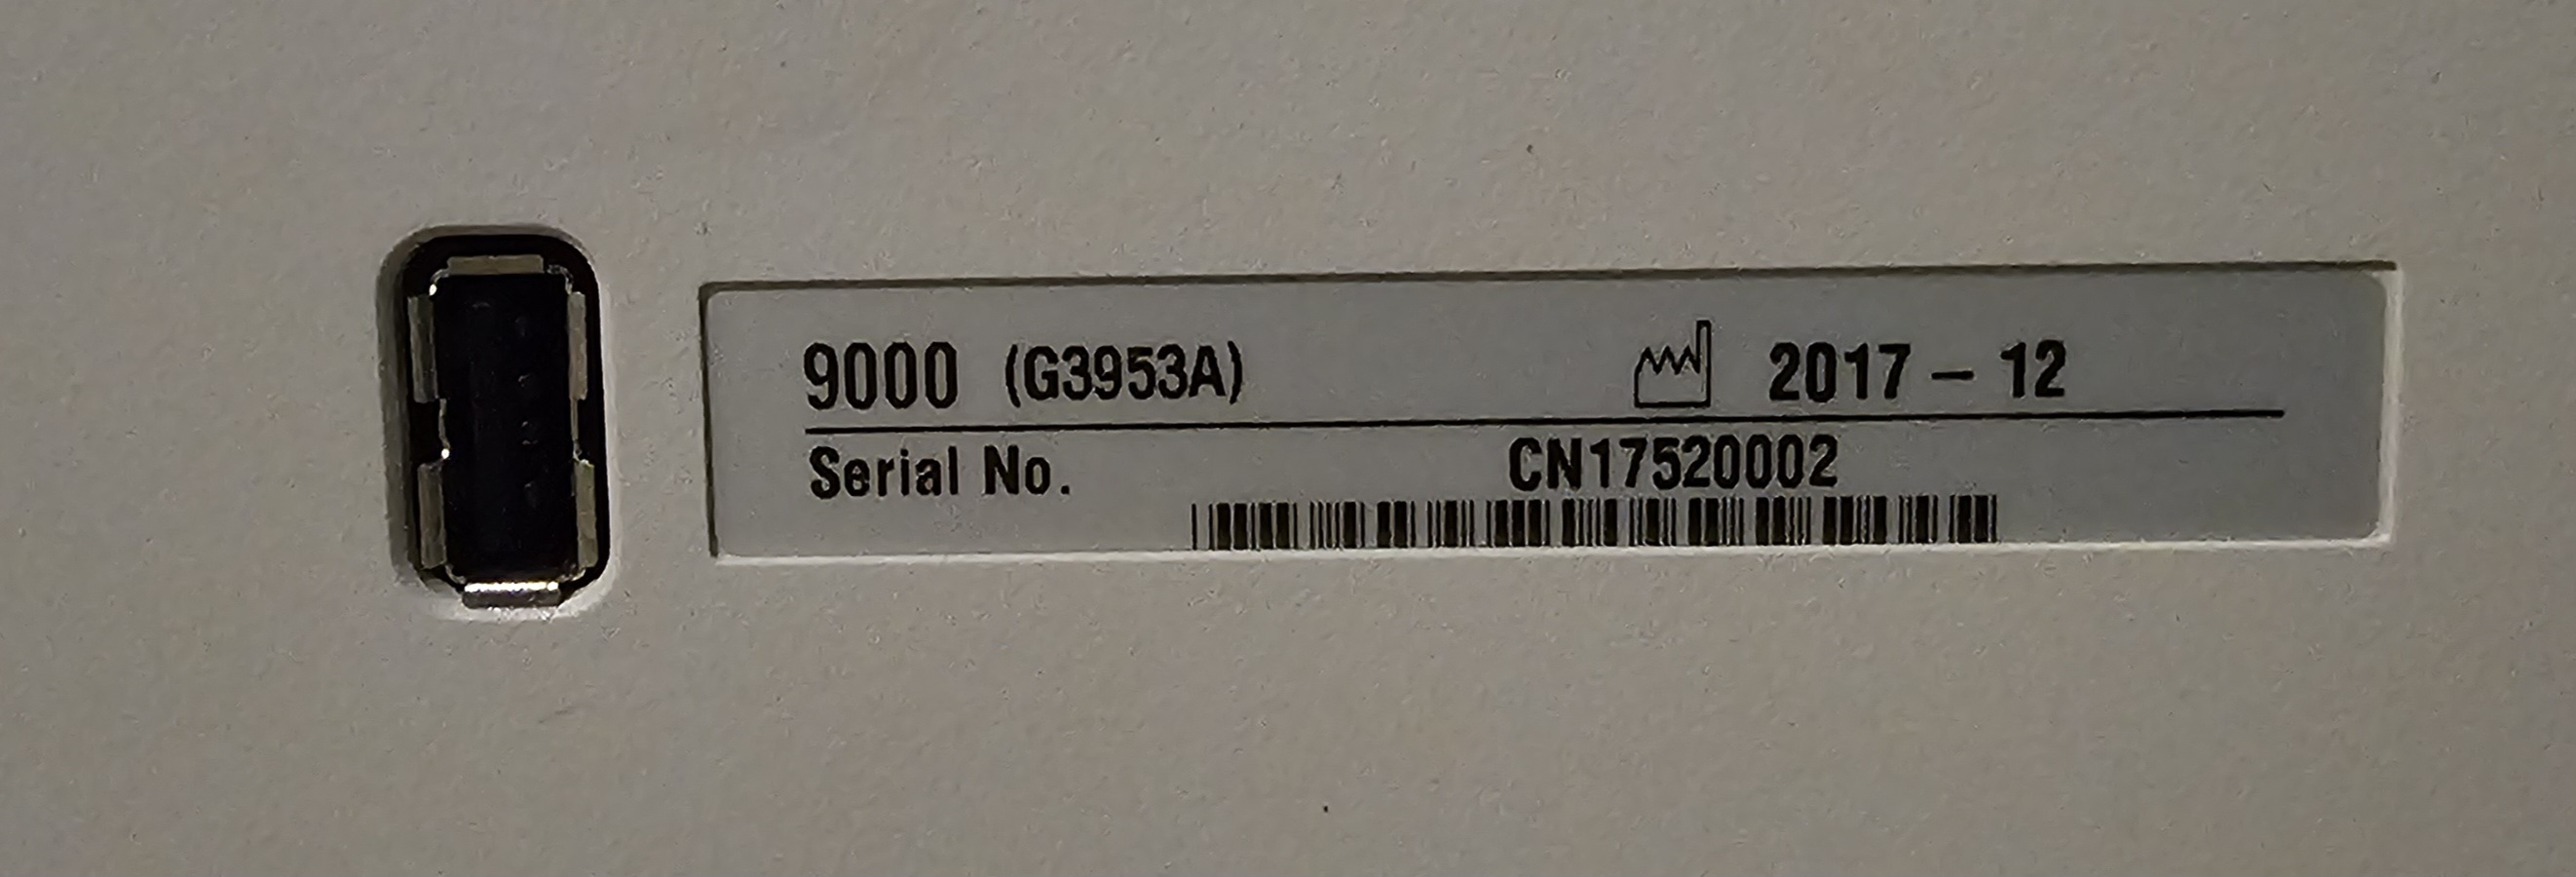 9000 (G3953A) 2017 – 12
Serial No. CN17520002